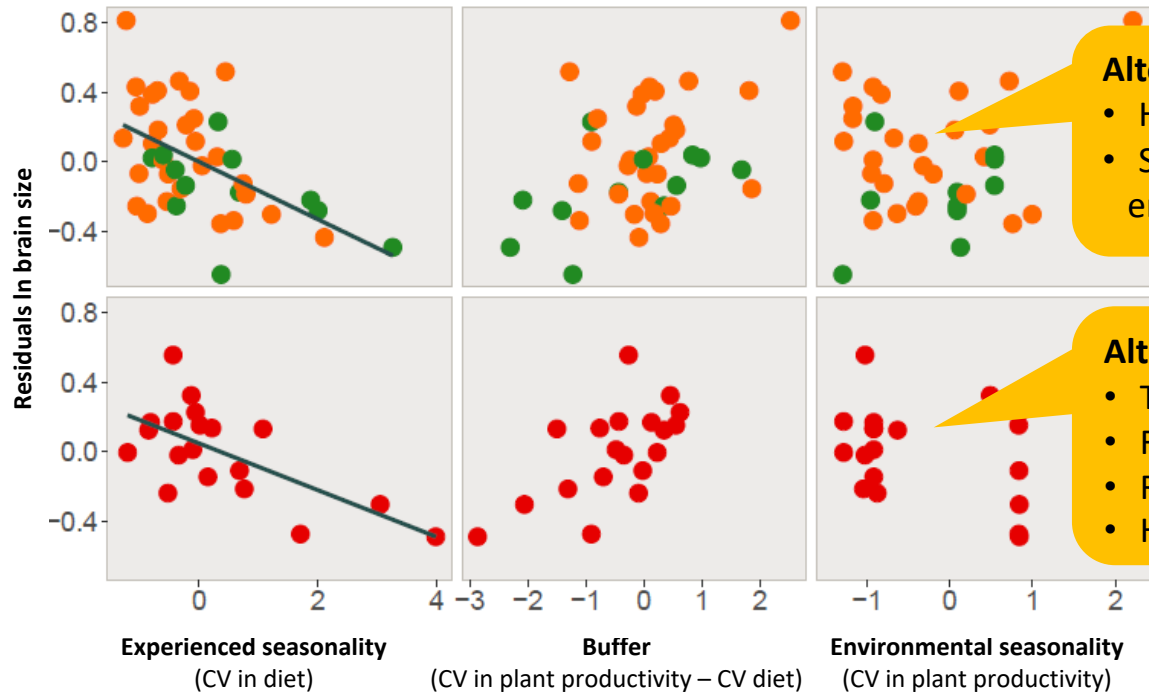 0.8
0.4
0.0
−0.4
Residuals ln brain size
0.8
0.4
0.0
−0.4
0 2 4
−3 −2 −1 0 1 2
−1 0 1 2
Experienced seasonality
(CV in diet)
Buffer
(CV in plant productivity – CV diet)
Environmental seasonality
(CV in plant productivity)